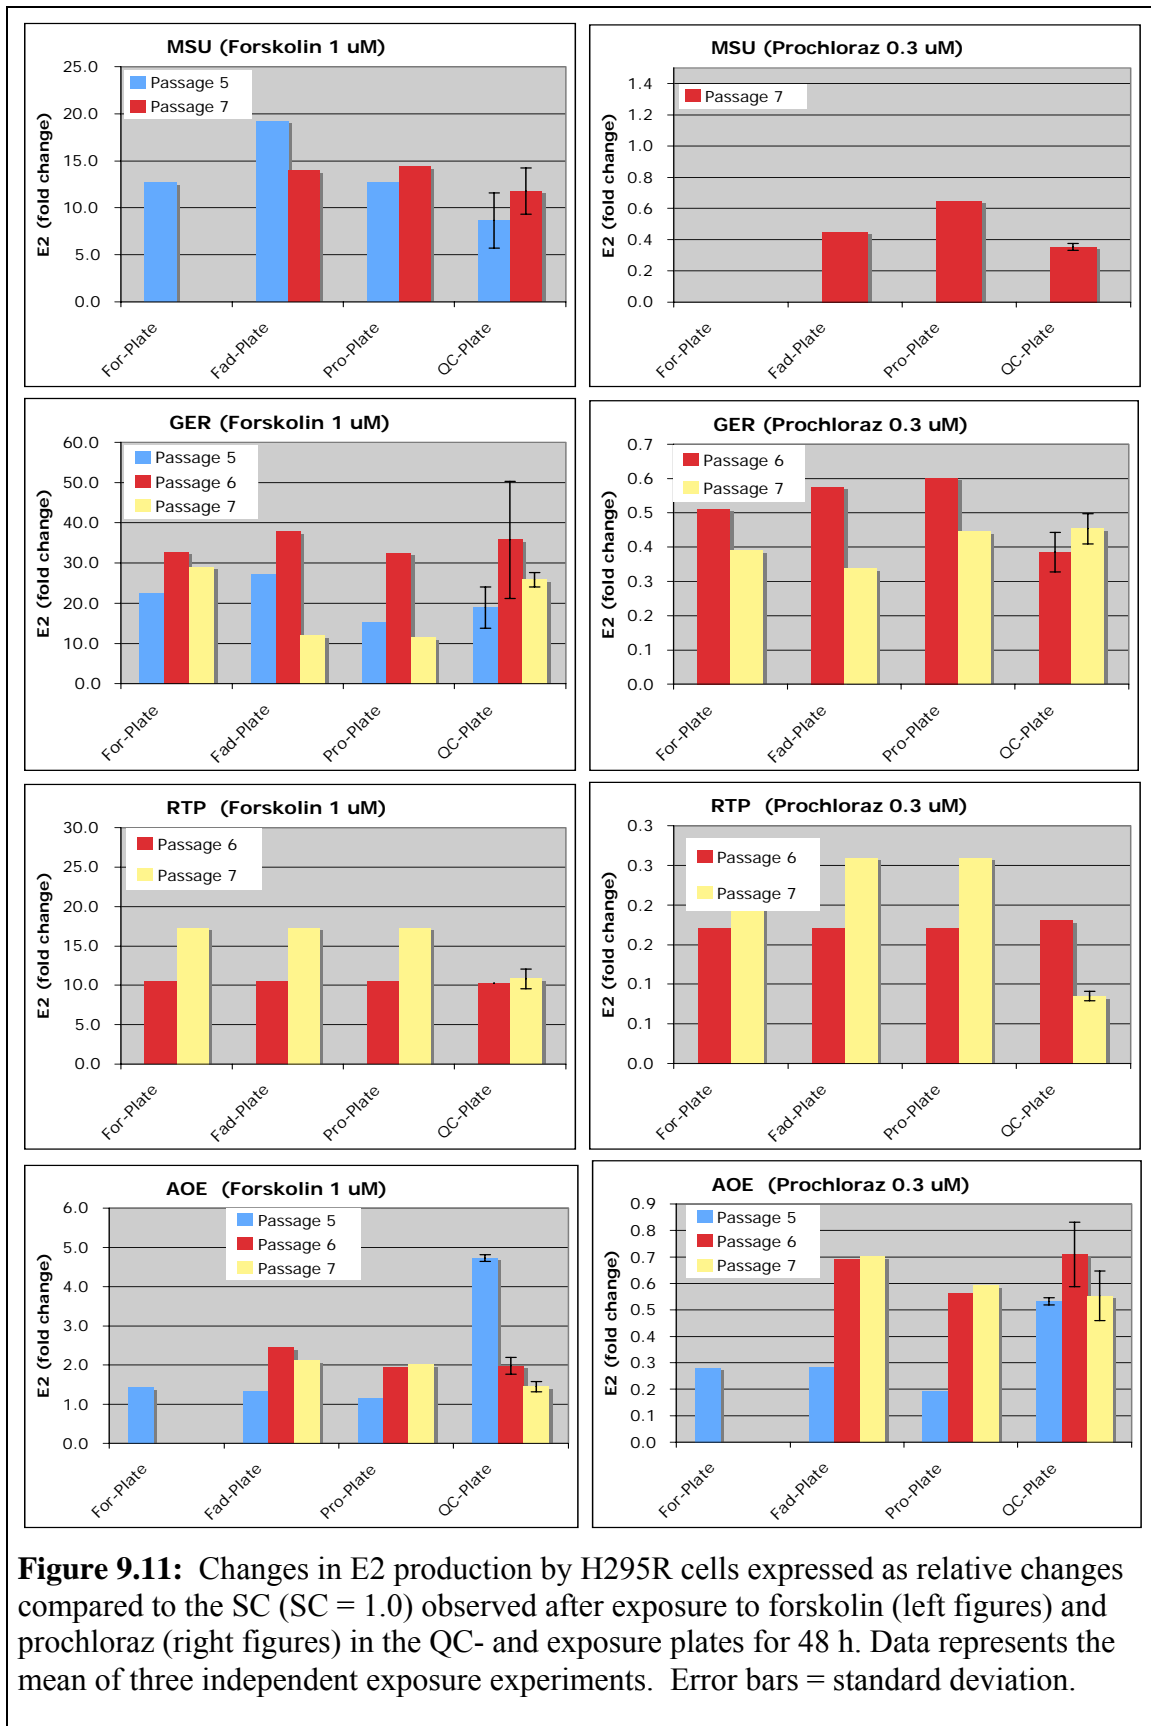 MSU (Forskolin 1 uM)
E2 (fold change)
25.0
20.0
15.0
10.0
5.0
0.0
Passage 5
Passage 7
For-Plate
Fad-Plate
Pro-Plate
QC-Plate
MSU (Prochloraz 0.3 uM)
E2 (fold change)
1.4
1.2
1.0
0.8
0.6
0.4
0.2
0.0
Passage 7
For-Plate
Fad-Plate
Pro-Plate
QC-Plate
GER (Forskolin 1 uM)
E2 (fold change)
60.0
50.0
40.0
30.0
20.0
10.0
0.0
Passage 5
Passage 6
Passage 7
For-Plate
Fad-Plate
Pro-Plate
QC-Plate
GER (Prochloraz 0.3 uM)
E2 (fold change)
0.7
0.6
0.5
0.4
0.3
0.2
0.1
0.0
Passage 6
Passage 7
For-Plate
Fad-Plate
Pro-Plate
QC-Plate
RTP (Forskolin 1 uM)
E2 (fold change)
30.0
25.0
20.0
15.0
10.0
5.0
0.0
Passage 6
Passage 7
For-Plate
Fad-Plate
Pro-Plate
QC-Plate
RTP (Prochloraz 0.3 uM)
E2 (fold change)
0.3
0.3
0.2
0.2
0.1
0.1
0.0
Passage 6
Passage 7
For-Plate
Fad-Plate
Pro-Plate
QC-Plate
AOE (Forskolin 1 uM)
E2 (fold change)
6.0
5.0
4.0
3.0
2.0
1.0
0.0
Passage 5
Passage 6
Passage 7
For-Plate
Fad-Plate
Pro-Plate
QC-Plate
AOE (Prochloraz 0.3 uM)
E2 (fold change)
0.9
0.8
0.7
0.6
0.5
0.4
0.3
0.2
0.1
0.0
Passage 5
Passage 6
Passage 7
For-Plate
Fad-Plate
Pro-Plate
QC-Plate
Figure 9.11: Changes in E2 production by H295R cells expressed as relative changes
compared to the SC (SC = 1.0) observed after exposure to forskolin (left figures) and
prochloraz (right figures) in the QC- and exposure plates for 48 h. Data represents the
mean of three independent exposure experiments. Error bars = standard deviation.